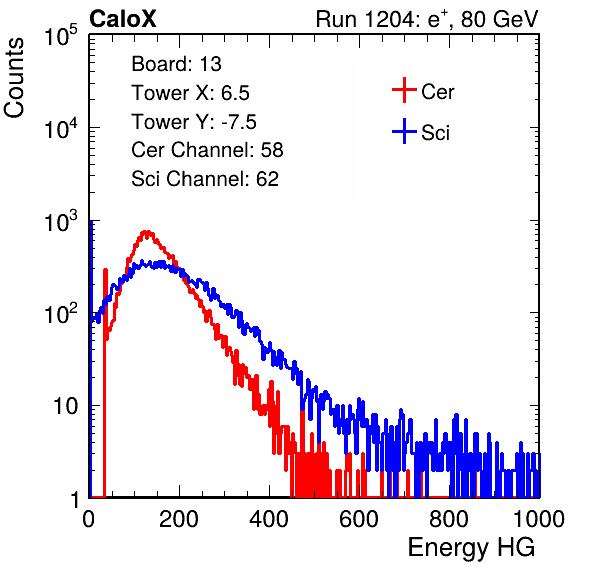 CaloX Run 1204: e⁺, 80 GeV
Counts
10⁵
10⁴
10³
10²
10
1
Board: 13
Tower X: 6.5
Tower Y: -7.5
Cer Channel: 58
Sci Channel: 62
Cer
Sci
0 200 400 600 800 1000
Energy HG